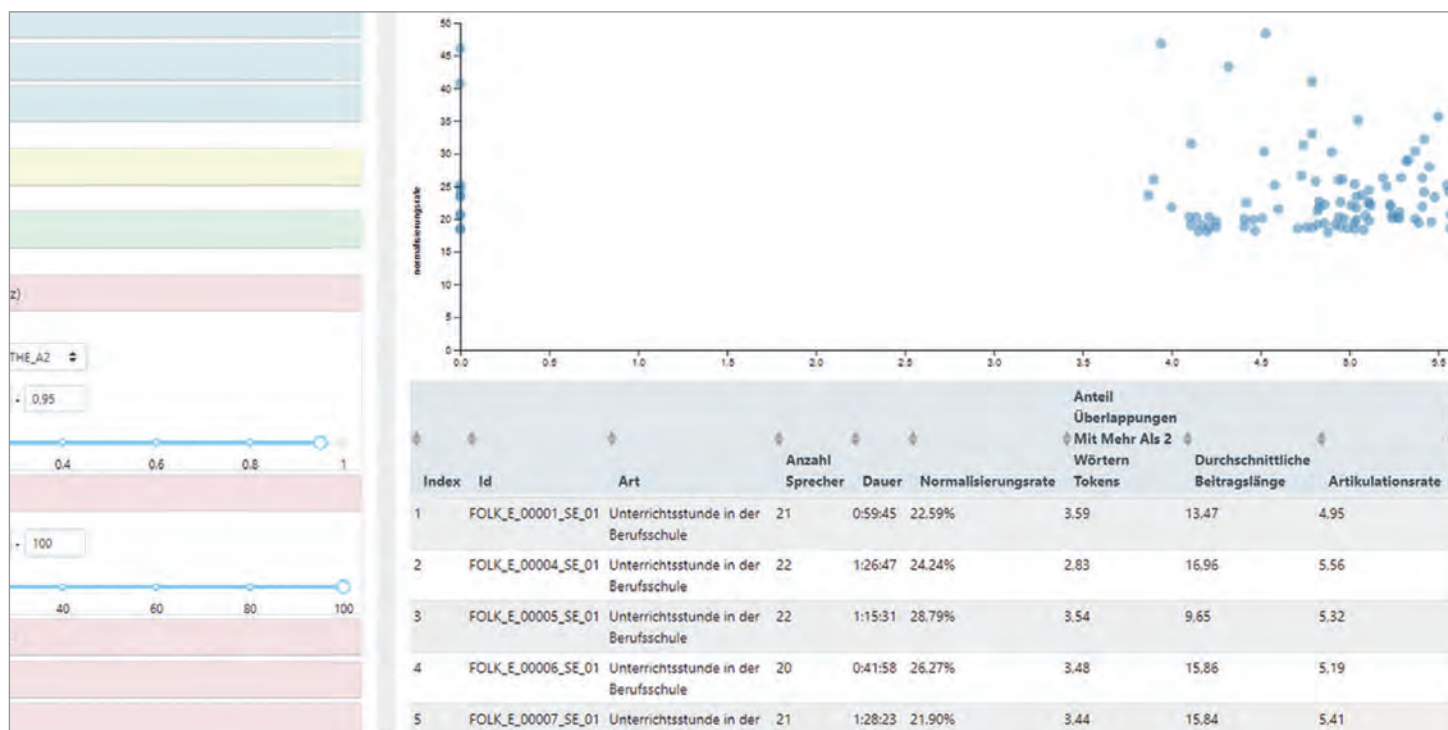 z)
THE_A2
- 0,95
0.4 0.6 0.8 1
- 100
40 60 80 100
50
45
40
35
30
25
20
15
10
5
0
normalisierungsrate
0.0 0.5 1.0 1.5 2.0 2.5 3.0 3.5 4.0 4.5 5.0 5.5
Anteil
Überlappungen
Mit Mehr Als 2
Anzahl Wörtern Durchschnittliche
Index Id Art Sprecher Dauer Normalisierungsrate Tokens Beitragslänge Artikulationsrate
1 FOLK_E_00001_SE_01 Unterrichtsstunde in der 21 0:59:45 22.59% 3.59 13.47 4.95
Berufsschule
2 FOLK_E_00004_SE_01 Unterrichtsstunde in der 22 1:26:47 24.24% 2.83 16.96 5.56
Berufsschule
3 FOLK_E_00005_SE_01 Unterrichtsstunde in der 22 1:15:31 28.79% 3.54 9.65 5.32
Berufsschule
4 FOLK_E_00006_SE_01 Unterrichtsstunde in der 20 0:41:58 26.27% 3.48 15.86 5.19
Berufsschule
5 FOLK_E_00007_SE_01 Unterrichtsstunde in der 21 1:28:23 21.90% 3.44 15.84 5.41